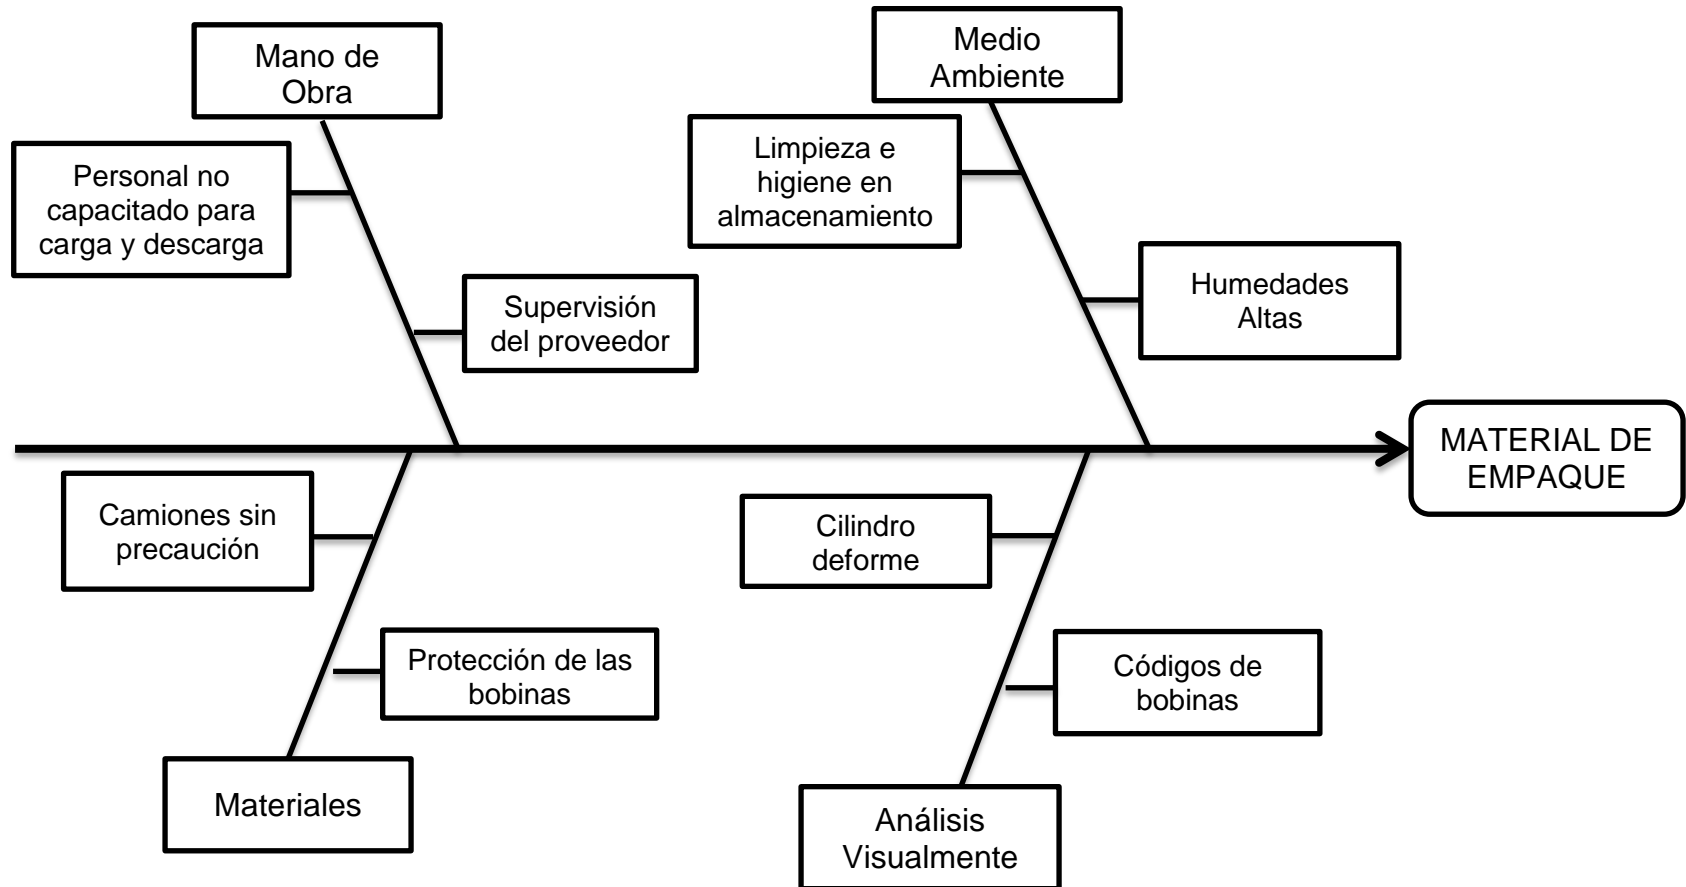 Mano de
Obra
Medio
Ambiente
Personal no
capacitado para
carga y descarga
Limpieza e
higiene en
almacenamiento
Supervisión
del proveedor
Humedades
Altas
MATERIAL DE
EMPAQUE
Camiones sin
precaución
Cilindro
deforme
Protección de las
bobinas
Códigos de
bobinas
Materiales
Análisis
Visualmente